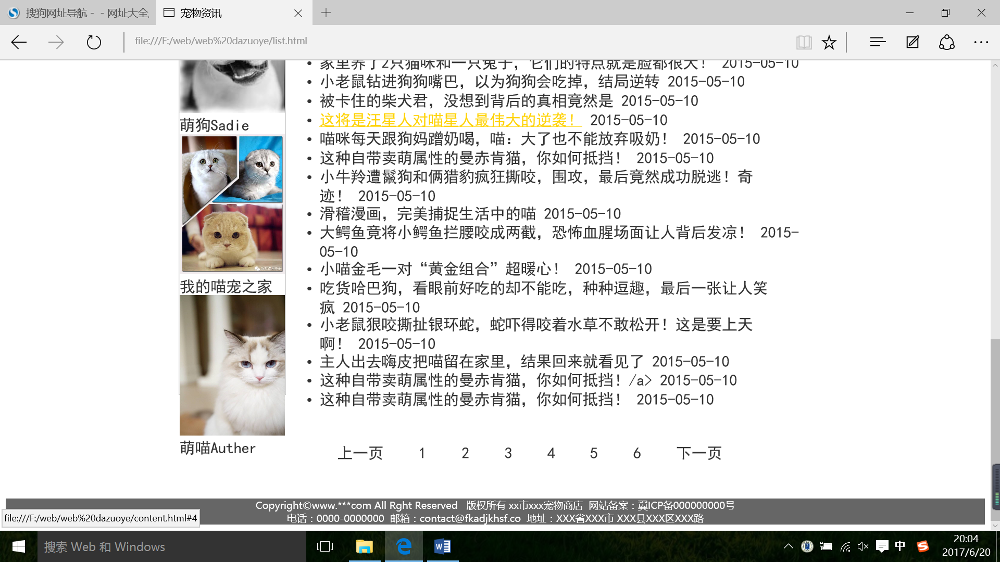 搜狗网址导航 - - 网址大全
宠物资讯
file:///F:/web/web%20dazuoye/list.html
家里养了2只猫咪和一只兔子，它们的特点就是脸都很大！ 2015-05-10
小老鼠钻进狗狗嘴巴，以为狗狗会吃掉，结局逆转 2015-05-10
被卡住的柴犬君，没想到背后的真相竟然是 2015-05-10
这将是汪星人对喵星人最伟大的逆袭！ 2015-05-10
喵咪每天跟狗妈蹭奶喝，喵：大了也不能放弃吸奶！ 2015-05-10
这种自带卖萌属性的曼赤肯猫，你如何抵挡！ 2015-05-10
小牛羚遭鬣狗和俩猎豹疯狂撕咬，围攻，最后竟然成功脱逃！奇
迹！ 2015-05-10
滑稽漫画，完美捕捉生活中的喵 2015-05-10
大鳄鱼竟将小鳄鱼拦腰咬成两截，恐怖血腥场面让人背后发凉！ 2015-
05-10
小喵金毛一对“黄金组合”超暖心！ 2015-05-10
吃货哈巴狗，看眼前好吃的却不能吃，种种逗趣，最后一张让人笑
疯 2015-05-10
小老鼠狠咬撕扯银环蛇，蛇吓得咬着水草不敢松开！这是要上天
啊！ 2015-05-10
主人出去嗨皮把喵留在家里，结果回来就看见了 2015-05-10
这种自带卖萌属性的曼赤肯猫，你如何抵挡！/a> 2015-05-10
这种自带卖萌属性的曼赤肯猫，你如何抵挡！ 2015-05-10
萌狗Sadie
我的喵宠之家
萌喵Auther
上一页 1 2 3 4 5 6 下一页
Copyright©www.***com All Rght Reserved 版权所有 xx市xxx宠物商店 网站备案：翼ICP备000000000号
电话：0000-0000000 邮箱：contact@fkadjkhsf.co 地址：XXX省XXX市 XXX县XXX区XXX路
file:///F:/web/web%20dazuoye/content.html#4
搜索 Web 和 Windows
中
20:04
2017/6/20